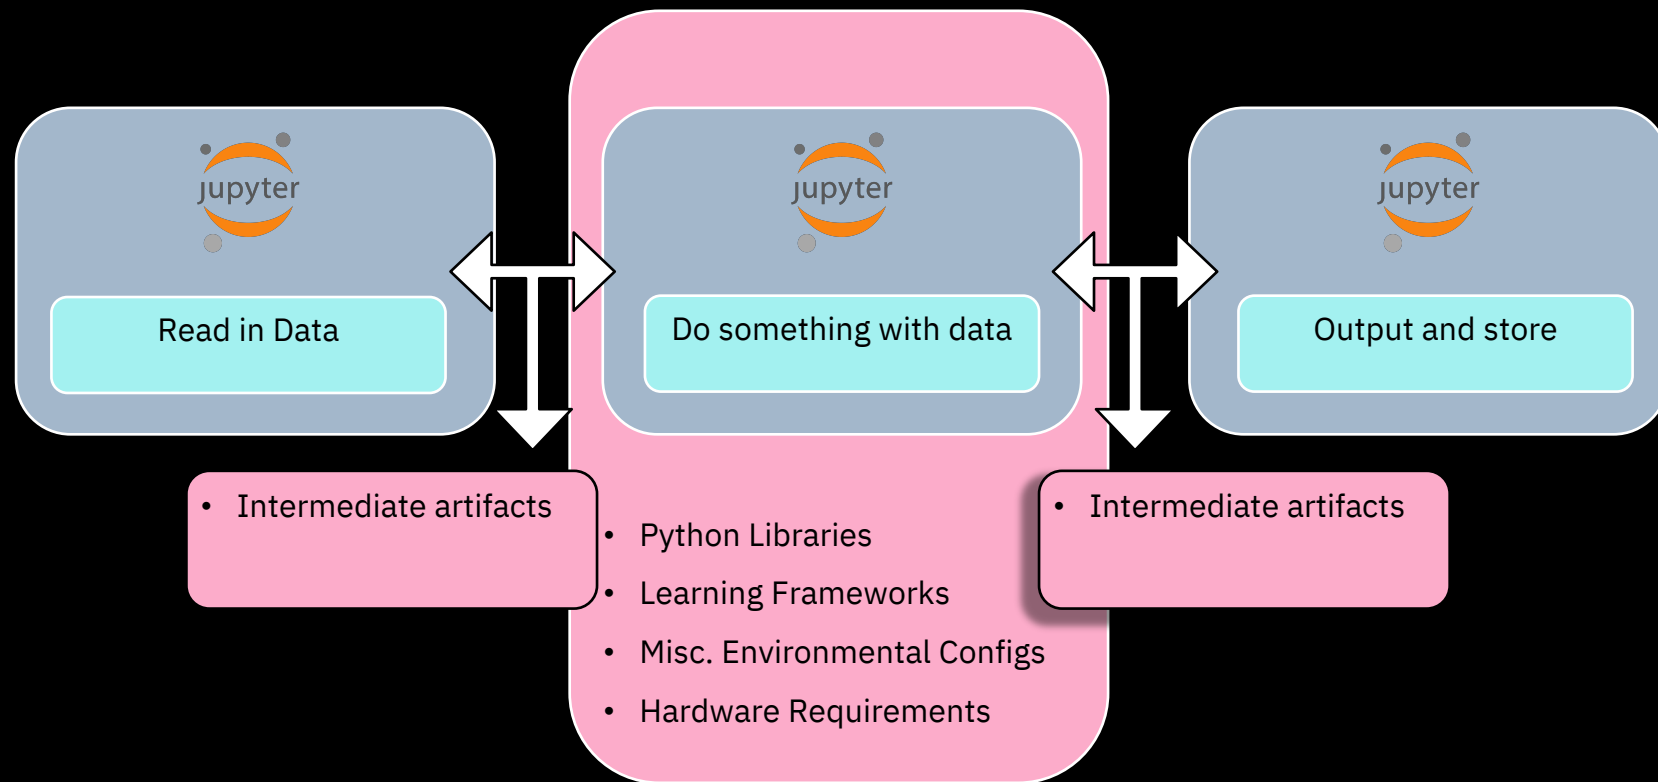 jupyter
jupyter
jupyter
Read in Data
Do something with data
Output and store
• Intermediate artifacts
• Intermediate artifacts
• Python Libraries
• Learning Frameworks
• Misc. Environmental Configs
• Hardware Requirements